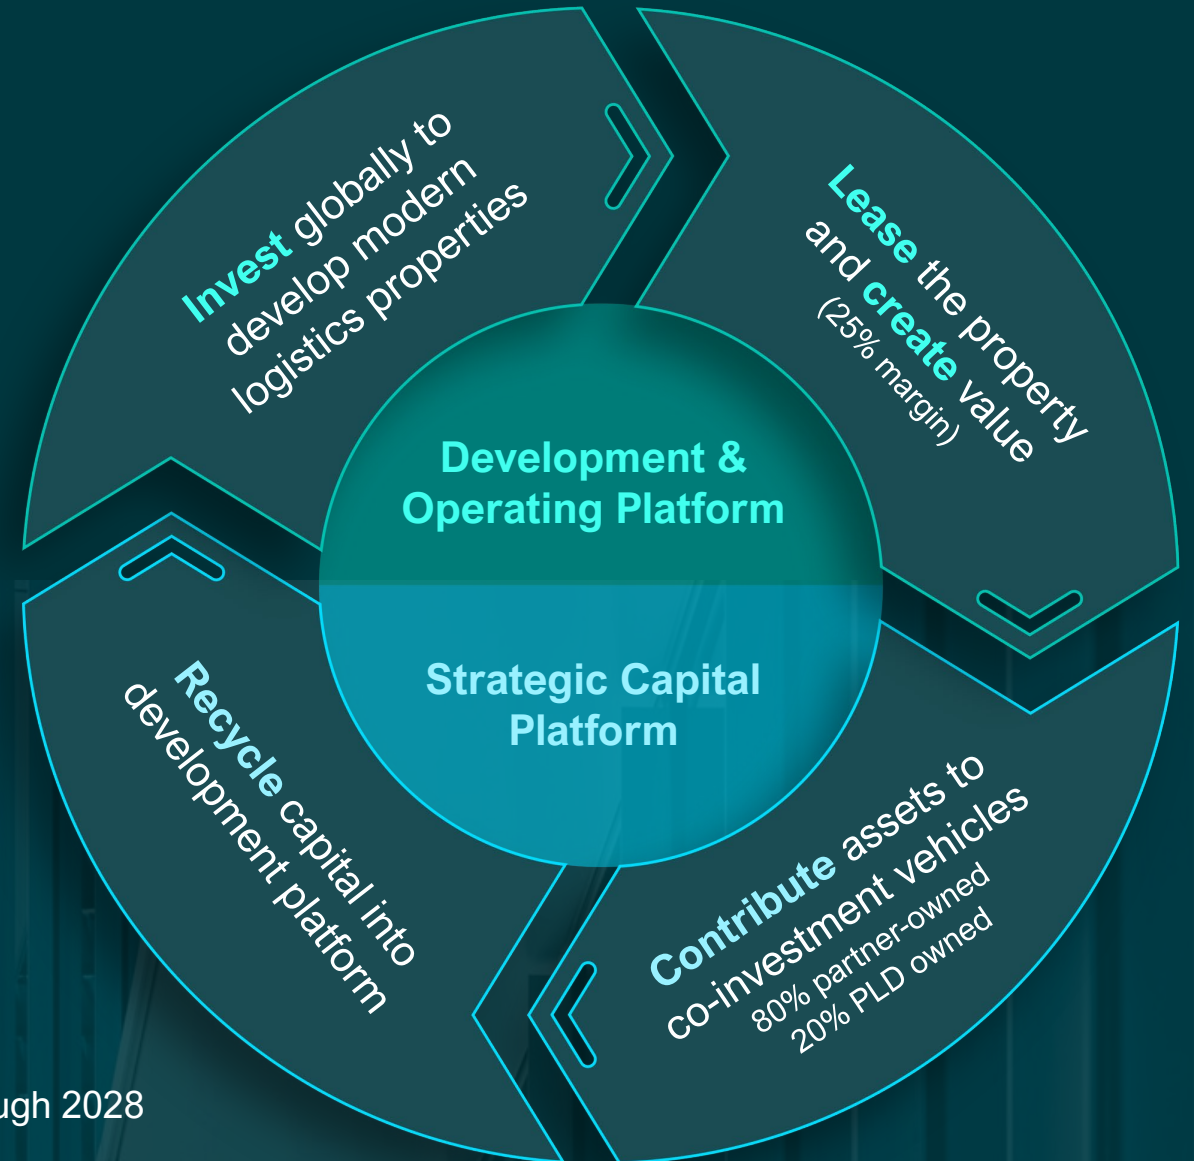 Invest globally to
develop modern
logistics properties
Lease the property
and create value
(25% margin)
Development &
Operating Platform
Strategic Capital
Platform
Contribute assets to
co-investment vehicles
80% partner-owned
20% PLD owned
Recycle capital into
development platform
2028